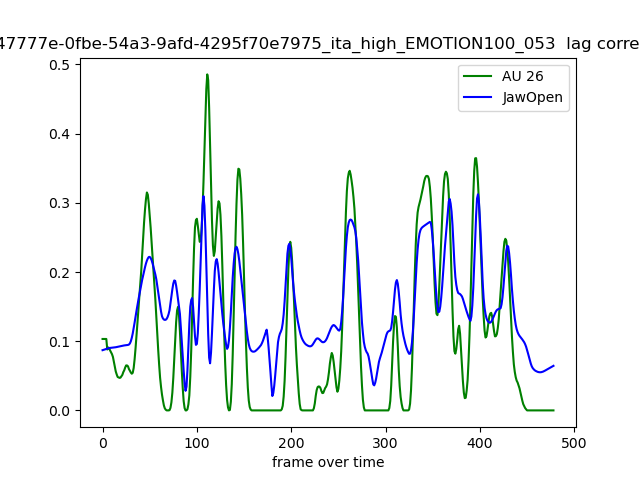 47777e-0fbe-54a3-9afd-4295f70e7975_ita_high_EMOTION100_053 lag corre
AU 26
JawOpen
0.5
0.4
0.3
0.2
0.1
0.0
0 100 200 300 400 500
frame over time